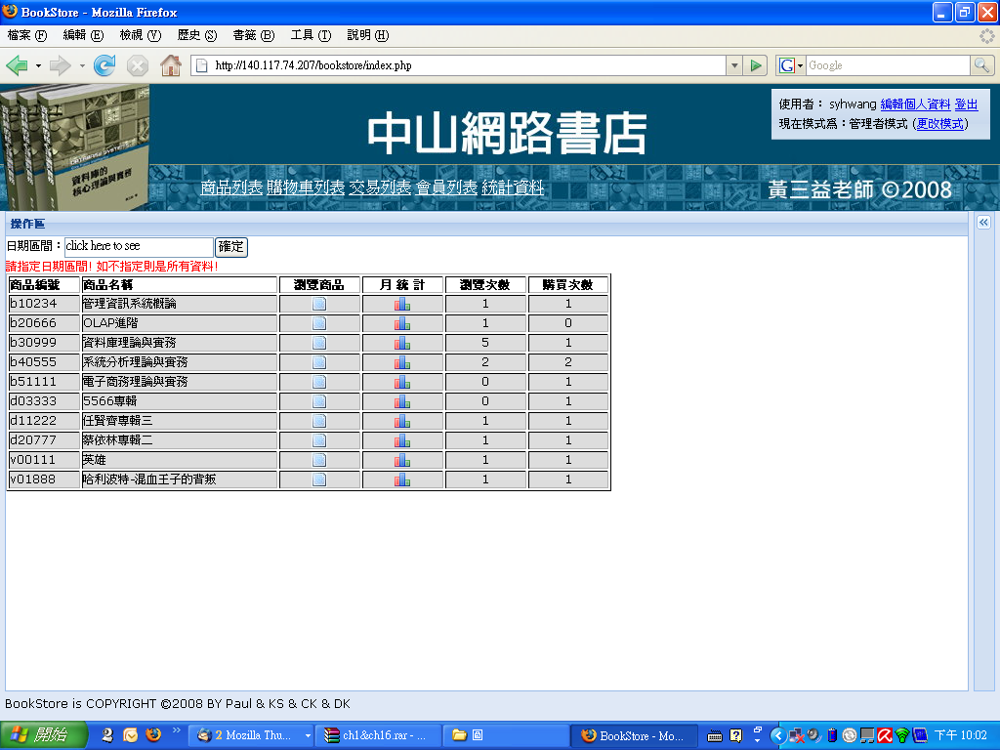 BookStore - Mozilla Firefox
檔案(F) 編輯(E) 檢視(V) 歷史(S) 書籤(B) 工具(T) 說明(H)
http://140.117.74.207/bookstore/index.php
Google
資料庫的
核心理論與實務
中山網路書店
使用者: syhwang 編輯個人資料 登出
現在模式為:管理者模式 (更改模式)
商品列表 購物車列表 交易列表 會員列表 統計資料
黃三益老師 ©2008
操作區
日期區間:click here to see 確定
請指定日期區間! 如不指定則是所有資料!
商品編號 商品名稱 瀏覽商品 月 統 計 瀏覽次數 購買次數
b10234 管理資訊系統概論 1 1
b20666 OLAP進階 1 0
b30999 資料庫理論與實務 5 1
b40555 系統分析理論與實務 2 2
b51111 電子商務理論與實務 0 1
d03333 5566專輯 0 1
d11222 任賢齊專輯三 1 1
d20777 蔡依林專輯二 1 1
v00111 英雄 1 1
v01888 哈利波特-混血王子的背叛 1 1
BookStore is COPYRIGHT ©2008 BY Paul & KS & CK & DK
開始 2 Mozilla Thu... ch1&ch16.rar - ... 圖 BookStore - Mo... 下午 10:02